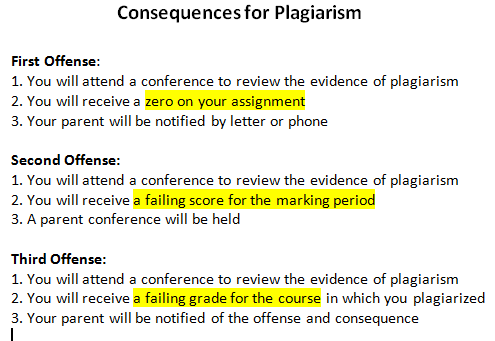 Consequences for Plagiarism
First Offense:
1. You will attend a conference to review the evidence of plagiarism
2. You will receive a zero on your assignment
3. Your parent will be notified by letter or phone
Second Offense:
1. You will attend a conference to review the evidence of plagiarism
2. You will receive a failing score for the marking period
3. A parent conference will be held
Third Offense:
1. You will attend a conference to review the evidence of plagiarism
2. You will receive a failing grade for the course in which you plagiarized
3. Your parent will be notified of the offense and consequence